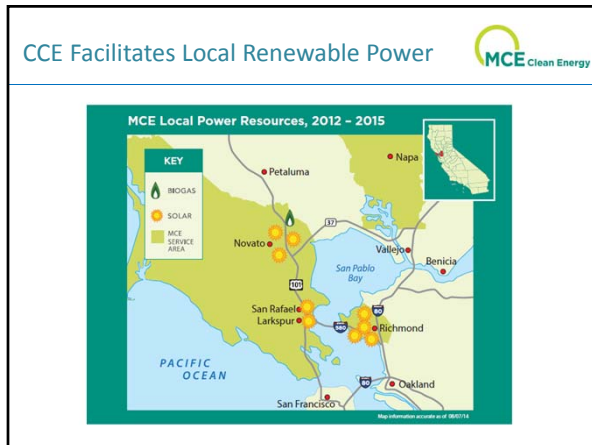 CCE Facilitates Local Renewable Power
MCE Clean Energy
MCE Local Power Resources, 2012 – 2015
KEY
BIOGAS
SOLAR
MCE
SERVICE
AREA
Petaluma
Napa
37
Novato
Vallejo
Benicia
San Pablo
Bay
101
San Rafael
Larkspur
580
80
Richmond
PACIFIC
OCEAN
80
Oakland
San Francisco
Map information accurate as of 08/07/14